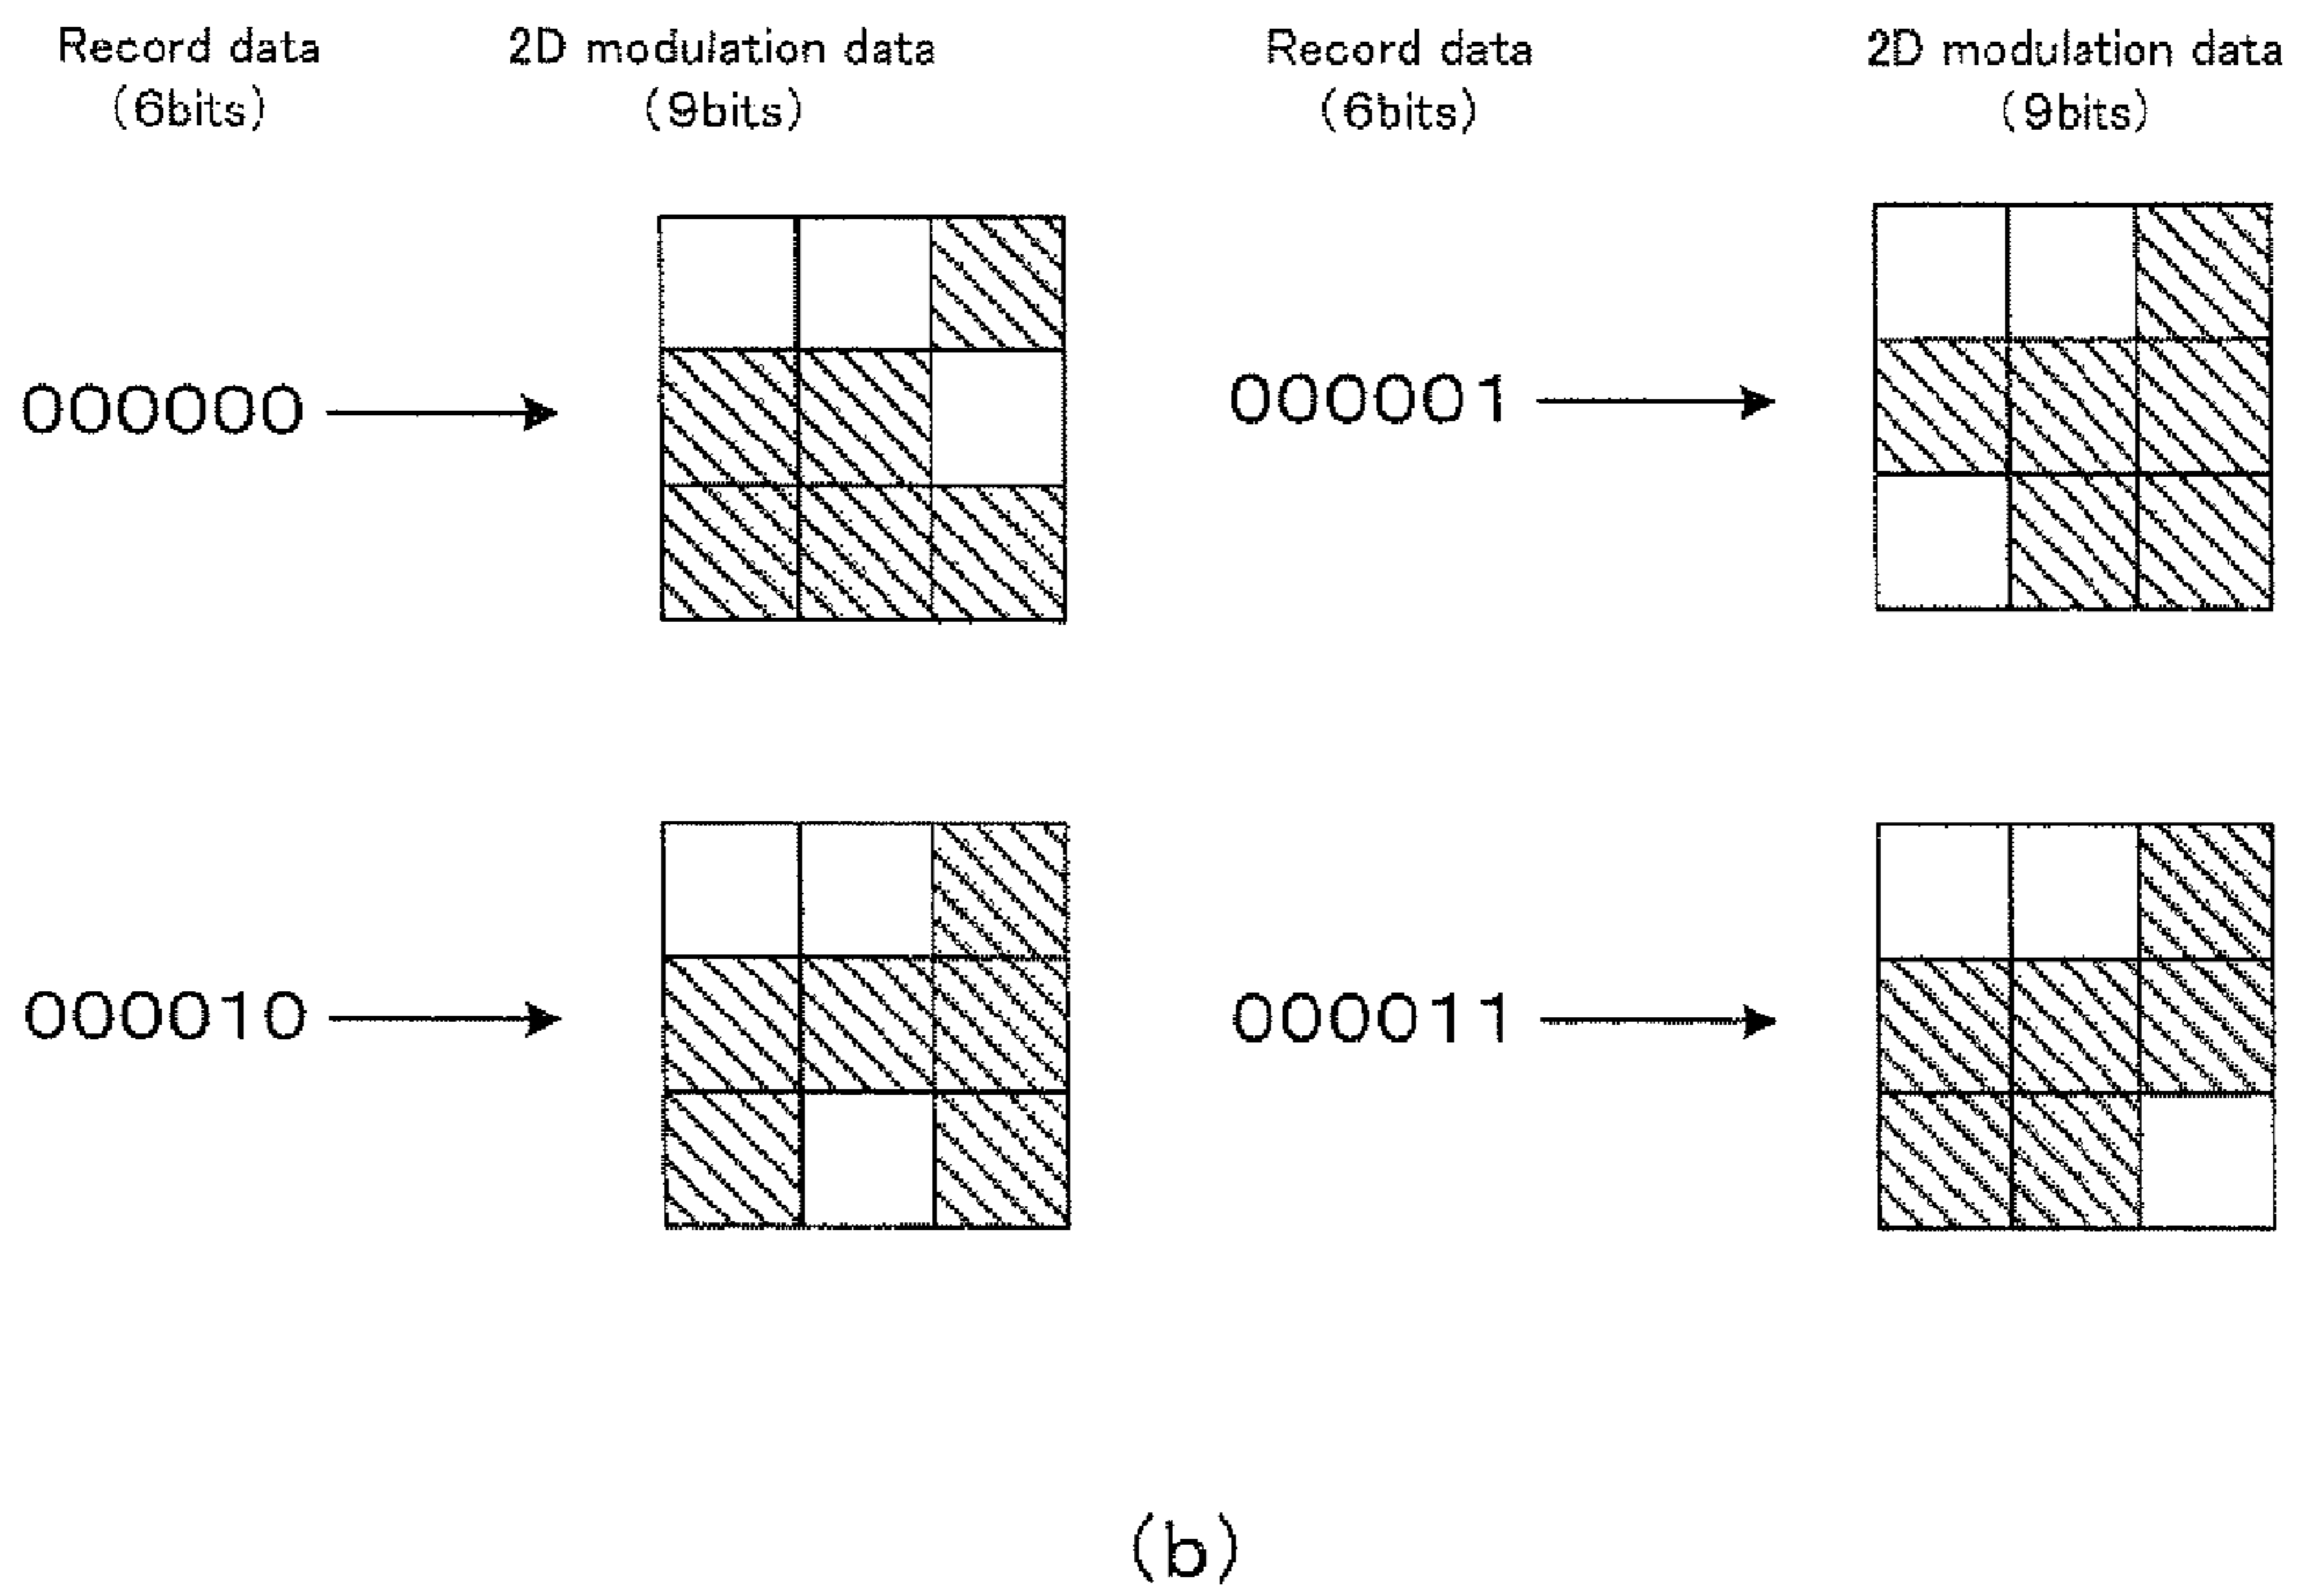 Record data 2D modulation data Record data 2D modulation data
(6bits) (9bits) (6bits) (9bits)
000000 000001
000010 000011
(b)